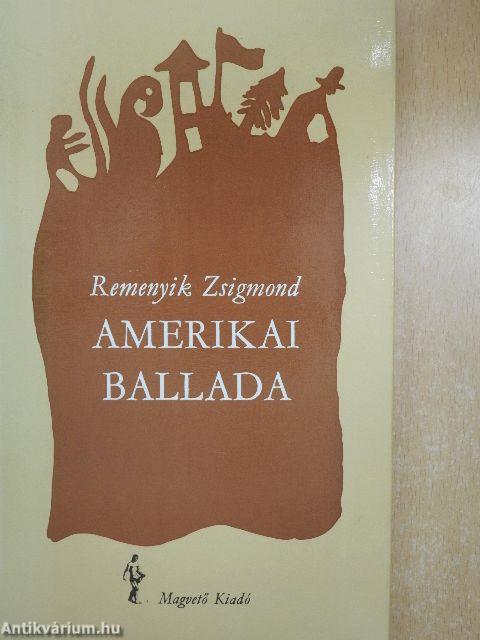 Remenyik Zsigmond
AMERIKAI
BALLADA
Magvető Kiadó
Antikvárium.hu